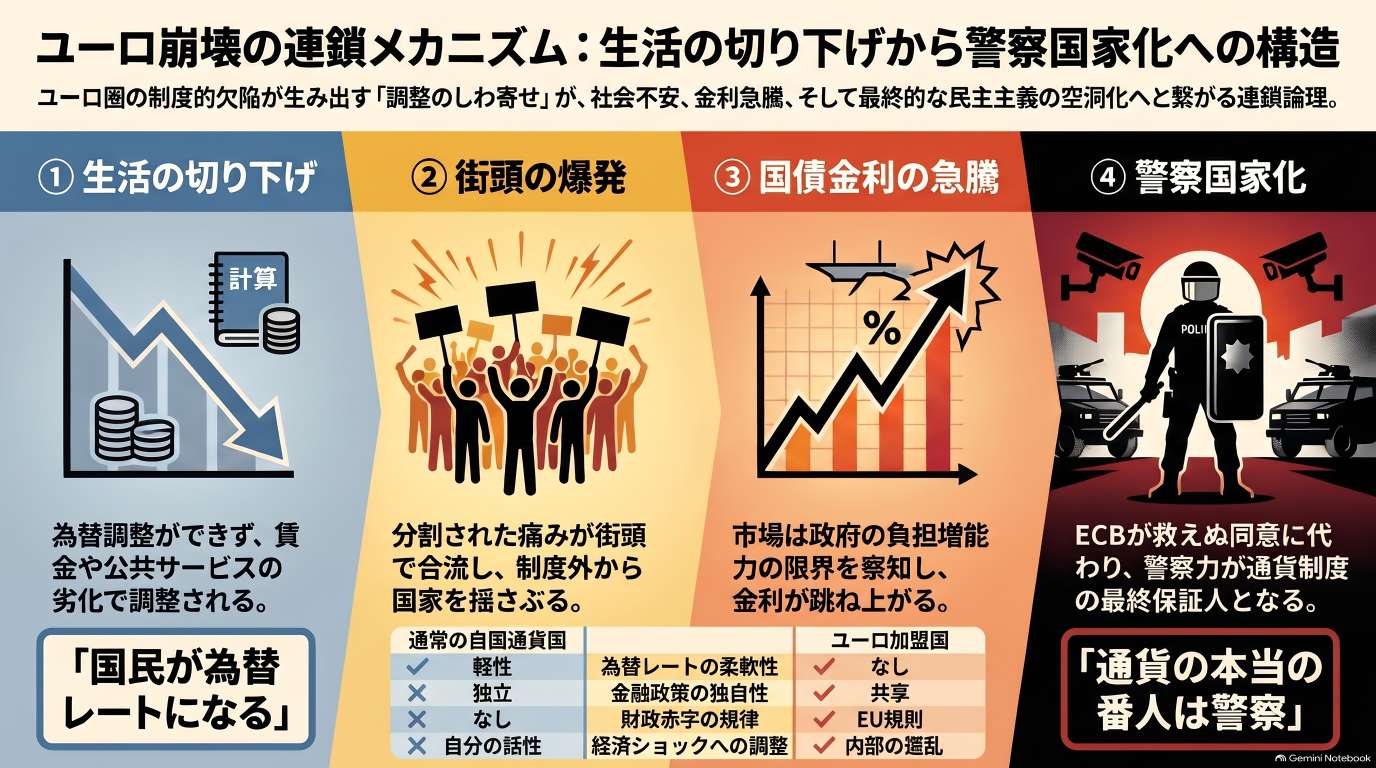 ユーロ崩壊の連鎖メカニズム：生活の切り下げから警察国家化への構造
ユーロ圏の制度的欠陥が生み出す「調整のしわ寄せ」が、社会不安、金利急騰、そして最終的な民主主義の空洞化へと繋がる連鎖論理。
① 生活の切り下げ
計算
為替調整ができず、賃
金や公共サービスの
劣化で調整される。
「国民が為替
レートになる」
② 街頭の爆発
分割された痛みが街頭
で合流し、制度外から
国家を揺さぶる。
③ 国債金利の急騰
%
市場は政府の負担増能
力の限界を察知し、
金利が跳ね上がる。
通常の自国通貨国 ユーロ加盟国
✓ 軽性 為替レートの柔軟性 ✓ なし
✕ 独立 金融政策の独自性 ✓ 共享
✕ なし 財政赤字の規律 ✓ EU規則
✕ 自分の話性 経済ショックへの調整 ✓ 内部の乱
④ 警察国家化
POLI
ECBが救えぬ同意に代
わり、警察力が通貨制度
の最終保証人となる。
「通貨の本当の
番人は警察」
Gemini Notebook